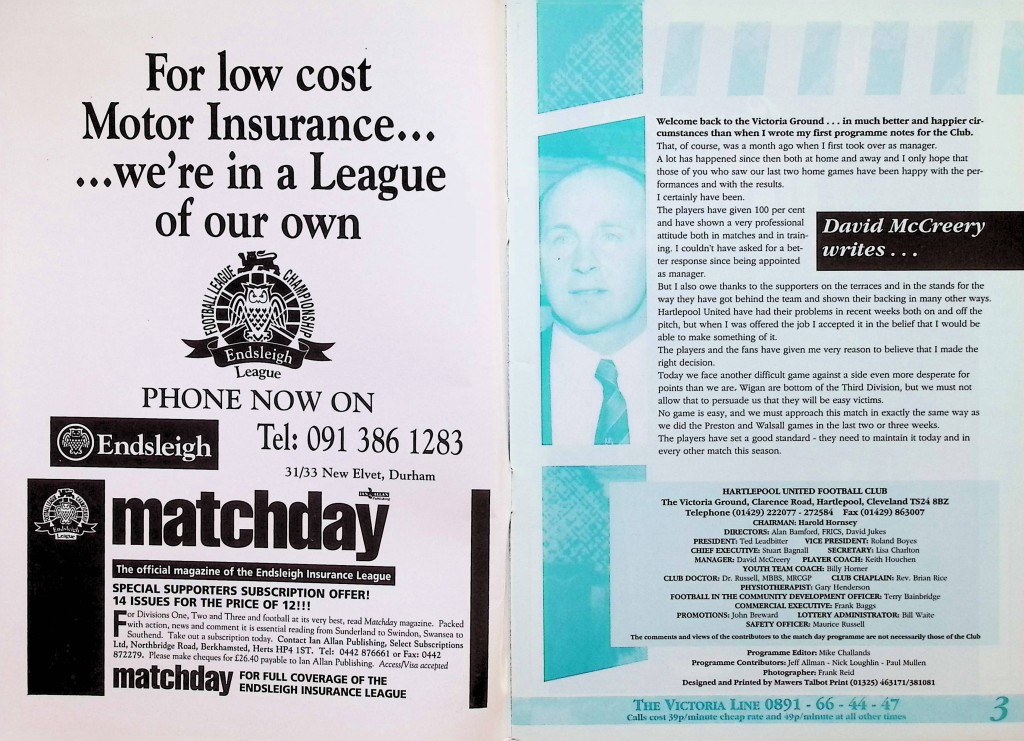 For low cost
Motor Insurance...
...we're in a League
of our own
FOOTBALL LEAGUE CHAMPIONSHIP
Endsleigh
League
PHONE NOW ON
Endsleigh
Tel: 091 386 1283
31/33 New Elvet, Durham
Endsleigh
League
IAN ALLAN
Publishing
matchday
The official magazine of the Endsleigh Insurance League
SPECIAL SUPPORTERS SUBSCRIPTION OFFER!
14 ISSUES FOR THE PRICE OF 12!!!
For Divisions One, Two and Three and football at its very best, read Matchday magazine. Packed
with action, news and comment it is essential reading from Sunderland to Swindon, Swansea to
Southend. Take out a subscription today. Contact Ian Allan Publishing, Select Subscriptions
Ltd, Northbridge Road, Berkhamsted, Herts HP4 1ST. Tel: 0442 876661 or Fax: 0442
872279. Please make cheques for £26.40 payable to Ian Allan Publishing. Access/Visa accepted
matchday FOR FULL COVERAGE OF THE
ENDSLEIGH INSURANCE LEAGUE
Welcome back to the Victoria Ground . . . in much better and happier cir-
cumstances than when I wrote my first programme notes for the Club.
That, of course, was a month ago when I first took over as manager.
A lot has happened since then both at home and away and I only hope that
those of you who saw our last two home games have been happy with the per-
formances and with the results.
I certainly have been.
The players have given 100 per cent
and have shown a very professional
attitude both in matches and in train-
ing. I couldn't have asked for a bet-
ter response since being appointed
as manager.
David McCreery
writes . . .
But I also owe thanks to the supporters on the terraces and in the stands for the
way they have got behind the team and shown their backing in many other ways.
Hartlepool United have had their problems in recent weeks both on and off the
pitch, but when I was offered the job I accepted it in the belief that I would be
able to make something of it.
The players and the fans have given me very reason to believe that I made the
right decision.
Today we face another difficult game against a side even more desperate for
points than we are. Wigan are bottom of the Third Division, but we must not
allow that to persuade us that they will be easy victims.
No game is easy, and we must approach this match in exactly the same way as
we did the Preston and Walsall games in the last two or three weeks.
The players have set a good standard - they need to maintain it today and in
every other match this season.
HARTLEPOOL UNITED FOOTBALL CLUB
The Victoria Ground, Clarence Road, Hartlepool, Cleveland TS24 8BZ
Telephone (01429) 222077 - 272584 Fax (01429) 863007
CHAIRMAN: Harold Hornsey
DIRECTORS: Alan Bamford, FRICS, David Jukes
PRESIDENT: Ted Leadbitter VICE PRESIDENT: Roland Boyes
CHIEF EXECUTIVE: Stuart Bagnall SECRETARY: Lisa Charlton
MANAGER: David McCreery PLAYER COACH: Keith Houchen
YOUTH TEAM COACH: Billy Horner
CLUB DOCTOR: Dr. Russell, MBBS, MRCGP CLUB CHAPLAIN: Rev. Brian Rice
PHYSIOTHERAPIST: Gary Henderson
FOOTBALL IN THE COMMUNITY DEVELOPMENT OFFICER: Terry Bainbridge
COMMERCIAL EXECUTIVE: Frank Baggs
PROMOTIONS: John Breward LOTTERY ADMINISTRATOR: Bill Waite
SAFETY OFFICER: Maurice Russell
The comments and views of the contributors to the match day programme are not necessarily those of the Club
Programme Editor: Mike Challands
Programme Contributors: Jeff Allman - Nick Loughlin - Paul Mullen
Photographer: Frank Reid
Designed and Printed by Mawers Talbot Print (01325) 463171/381081
THE VICTORIA LINE 0891 - 66 - 44 - 47
Calls cost 39p/minute cheap rate and 49p/minute at all other times
3